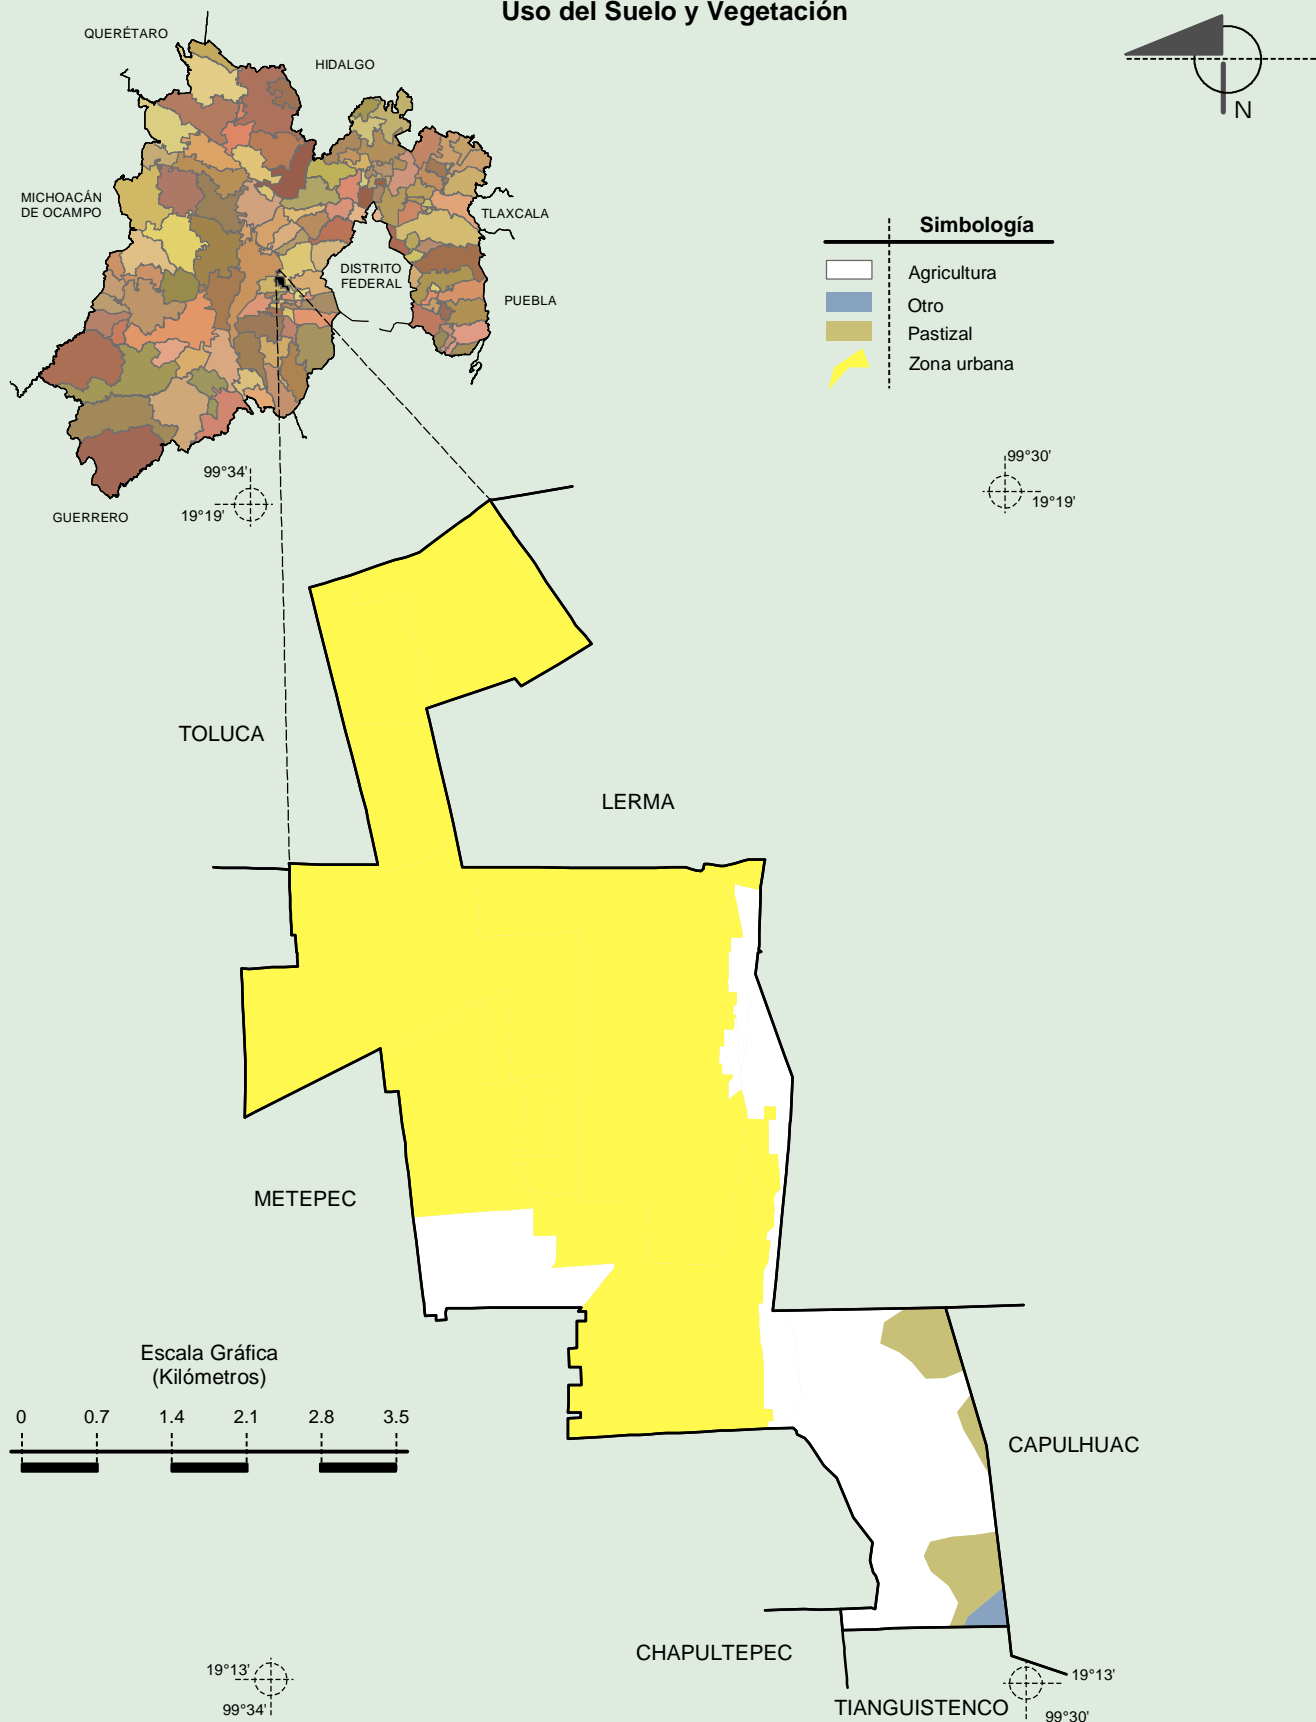 Uso del Suelo y Vegetación
QUERÉTARO
HIDALGO
N
MICHOACÁN
DE OCAMPO
TLAXCALA
DISTRITO
FEDERAL
PUEBLA
GUERRERO
Simbología
Agricultura
Otro
Pastizal
Zona urbana
99°34'
19°19'
99°30'
19°19'
TOLUCA
LERMA
METEPEC
Escala Gráfica
(Kilómetros)
0 0.7 1.4 2.1 2.8 3.5
CAPULHUAC
CHAPULTEPEC
TIANGUISTENCO
19°13'
99°34'
19°13'
99°30'